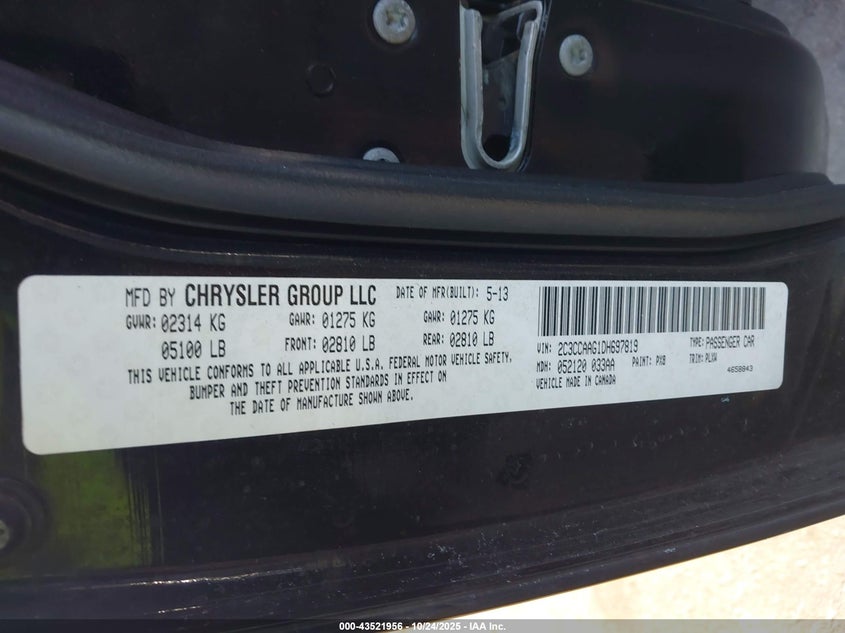 MFD BY CHRYSLER GROUP LLC DATE OF MFR(BUILT): 5-13
GVWR: 02314 KG GAWR: 01275 KG GAWR: 01275 KG
05100 LB FRONT: 02810 LB REAR: 02810 LB
THIS VEHICLE CONFORMS TO ALL APPLICABLE U.S.A. FEDERAL MOTOR VEHICLE SAFETY,
BUMPER AND THEFT PREVENTION STANDARDS IN EFFECT ON
THE DATE OF MANUFACTURE SHOWN ABOVE.
VIN: 2C3CCAAG1DH697819 TYPE: PASSENGER CAR
MDH: 052120 033AA PAINT: PX8 TRIM: PLX9
VEHICLE MADE IN CANADA 4658843
000-43521956 - 10/24/2025 - IAA Inc.